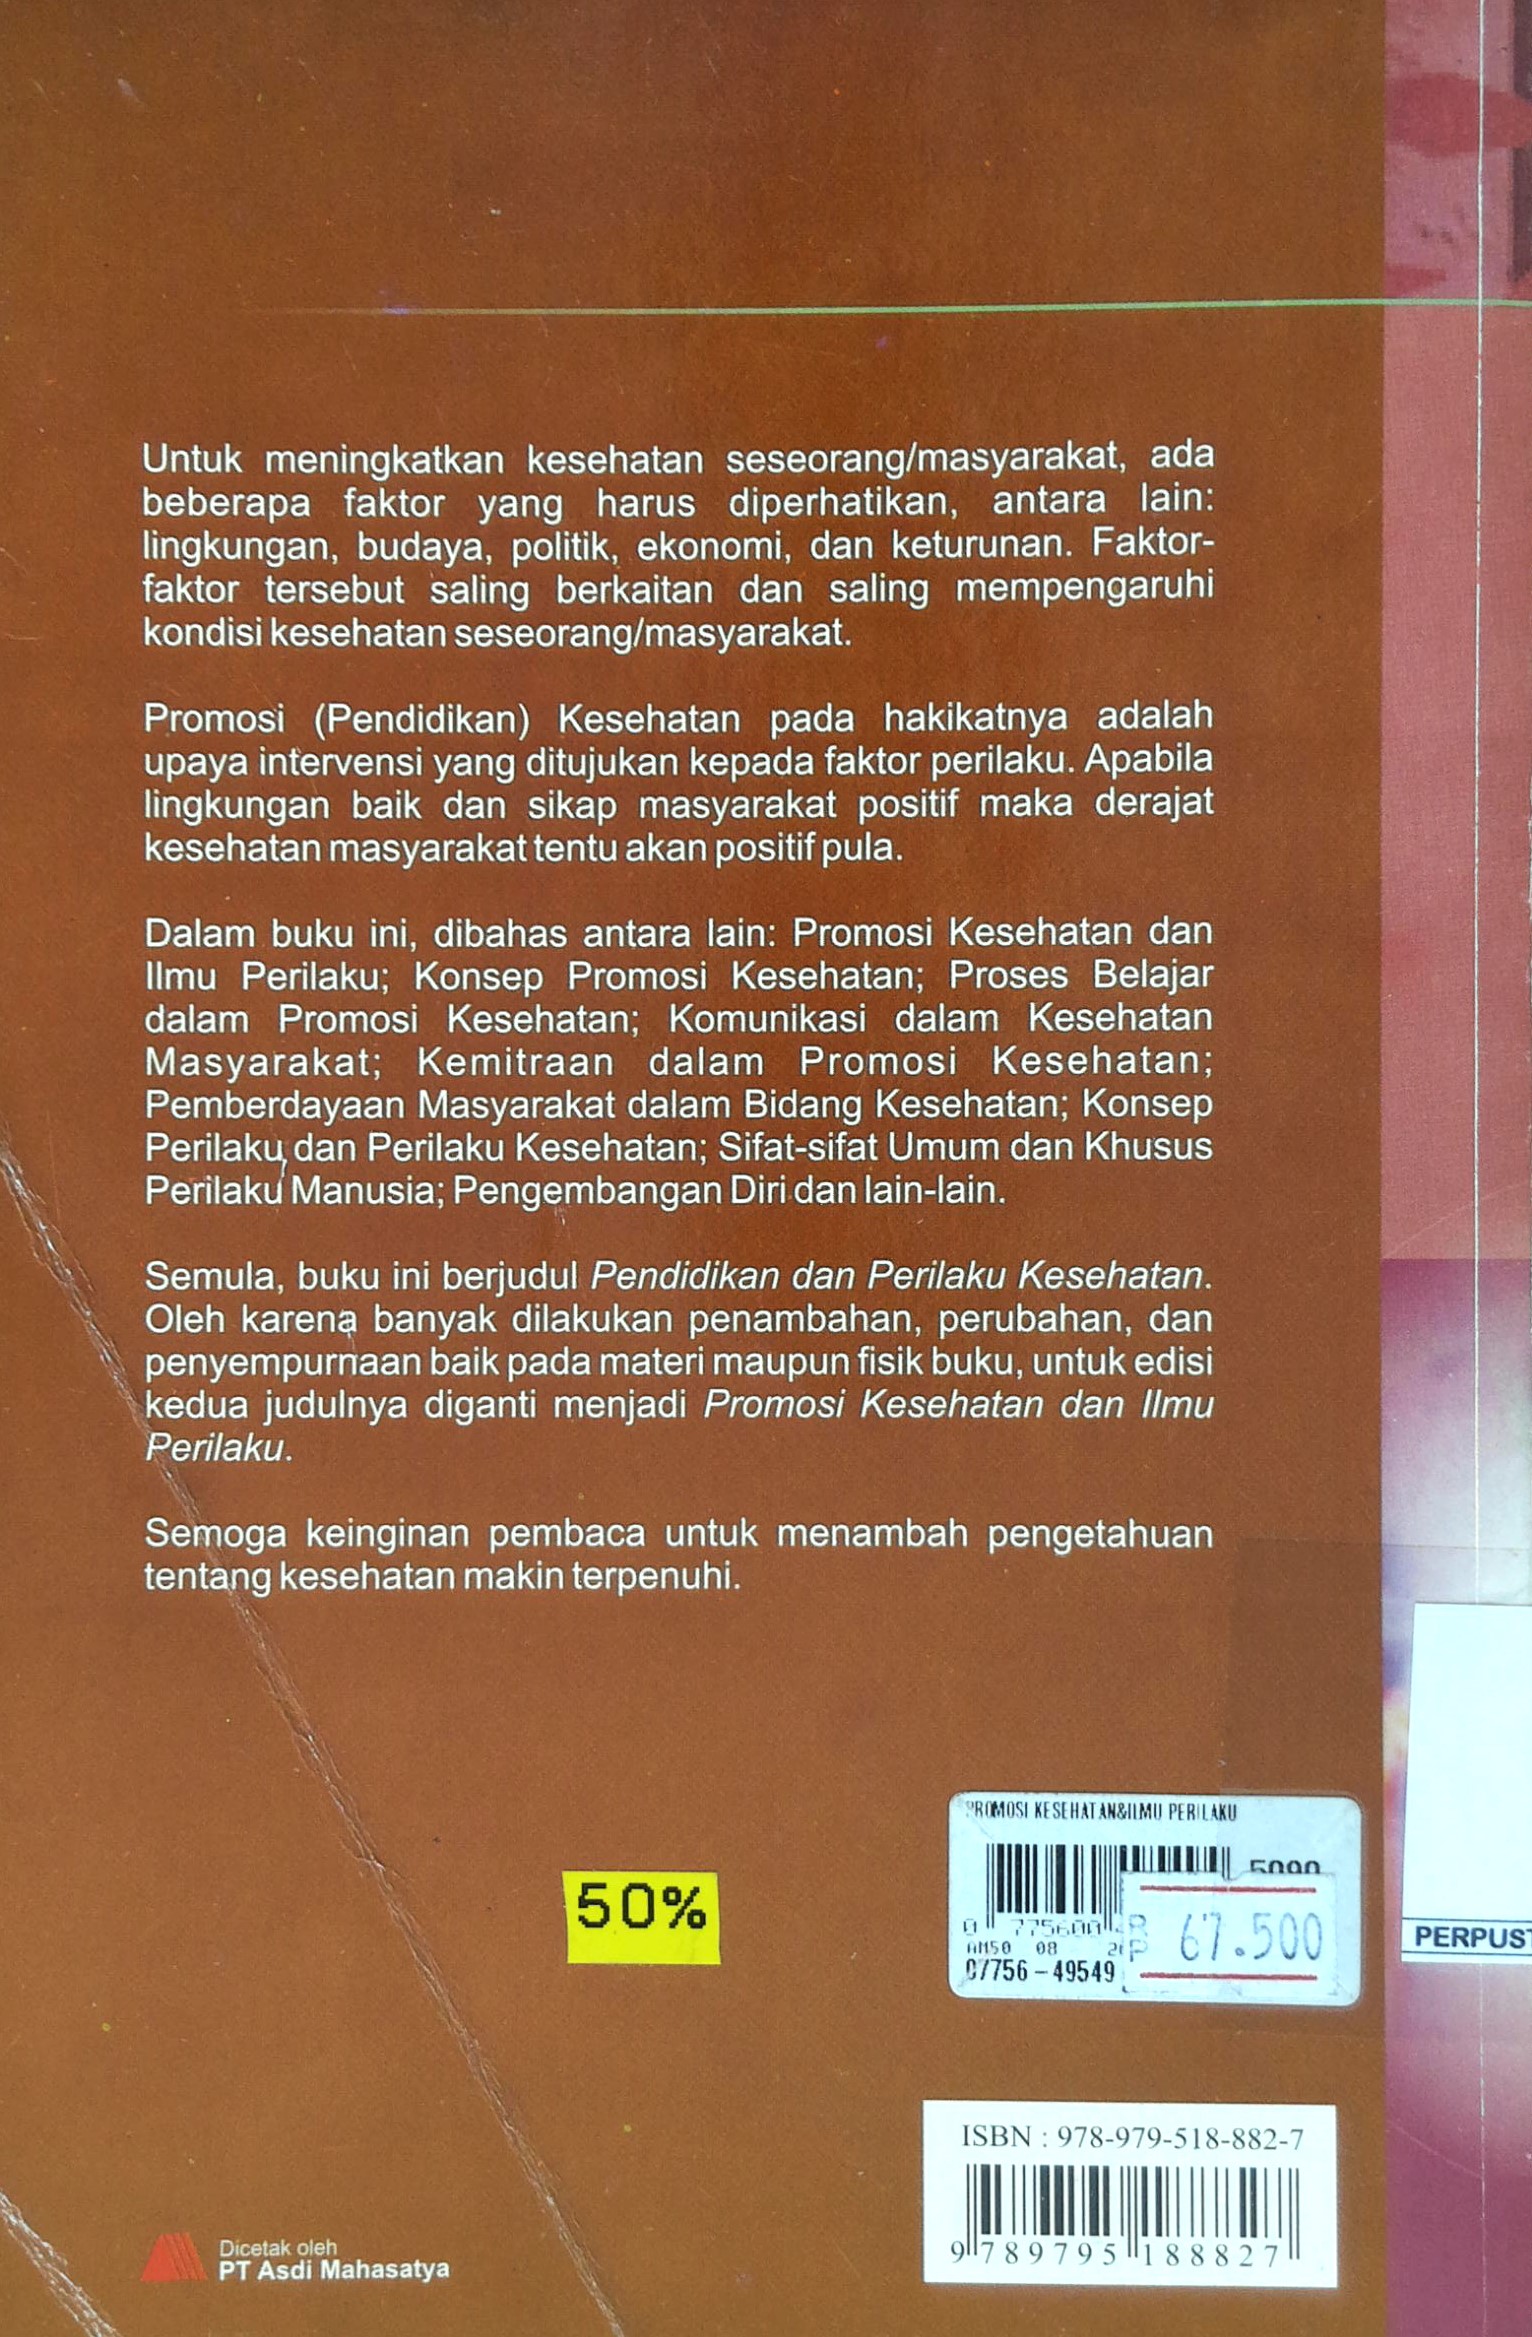 Untuk meningkatkan kesehatan seseorang/masyarakat, ada
beberapa faktor yang harus diperhatikan, antara lain:
lingkungan, budaya, politik, ekonomi, dan keturunan. Faktor-
faktor tersebut saling berkaitan dan saling mempengaruhi
kondisi kesehatan seseorang/masyarakat.
Promosi (Pendidikan) Kesehatan pada hakikatnya adalah
upaya intervensi yang ditujukan kepada faktor perilaku. Apabila
lingkungan baik dan sikap masyarakat positif maka derajat
kesehatan masyarakat tentu akan positif pula.
Dalam buku ini, dibahas antara lain: Promosi Kesehatan dan
Ilmu Perilaku; Konsep Promosi Kesehatan; Proses Belajar
dalam Promosi Kesehatan; Komunikasi dalam Kesehatan
Masyarakat; Kemitraan dalam Promosi Kesehatan;
Pemberdayaan Masyarakat dalam Bidang Kesehatan; Konsep
Perilaku dan Perilaku Kesehatan; Sifat-sifat Umum dan Khusus
Perilaku Manusia; Pengembangan Diri dan lain-lain.
Semula, buku ini berjudul Pendidikan dan Perilaku Kesehatan.
Oleh karena banyak dilakukan penambahan, perubahan, dan
penyempurnaan baik pada materi maupun fisik buku, untuk edisi
kedua judulnya diganti menjadi Promosi Kesehatan dan Ilmu
Perilaku.
Semoga keinginan pembaca untuk menambah pengetahuan
tentang kesehatan makin terpenuhi.
PROMOSI KESEHATAN&ILMU PERILAKU
50%
RP 67.500
AM50 08
07756-49549
PERPUST
ISBN : 978-979-518-882-7
9 789795 188827
Dicetak oleh
PT Asdi Mahasatya